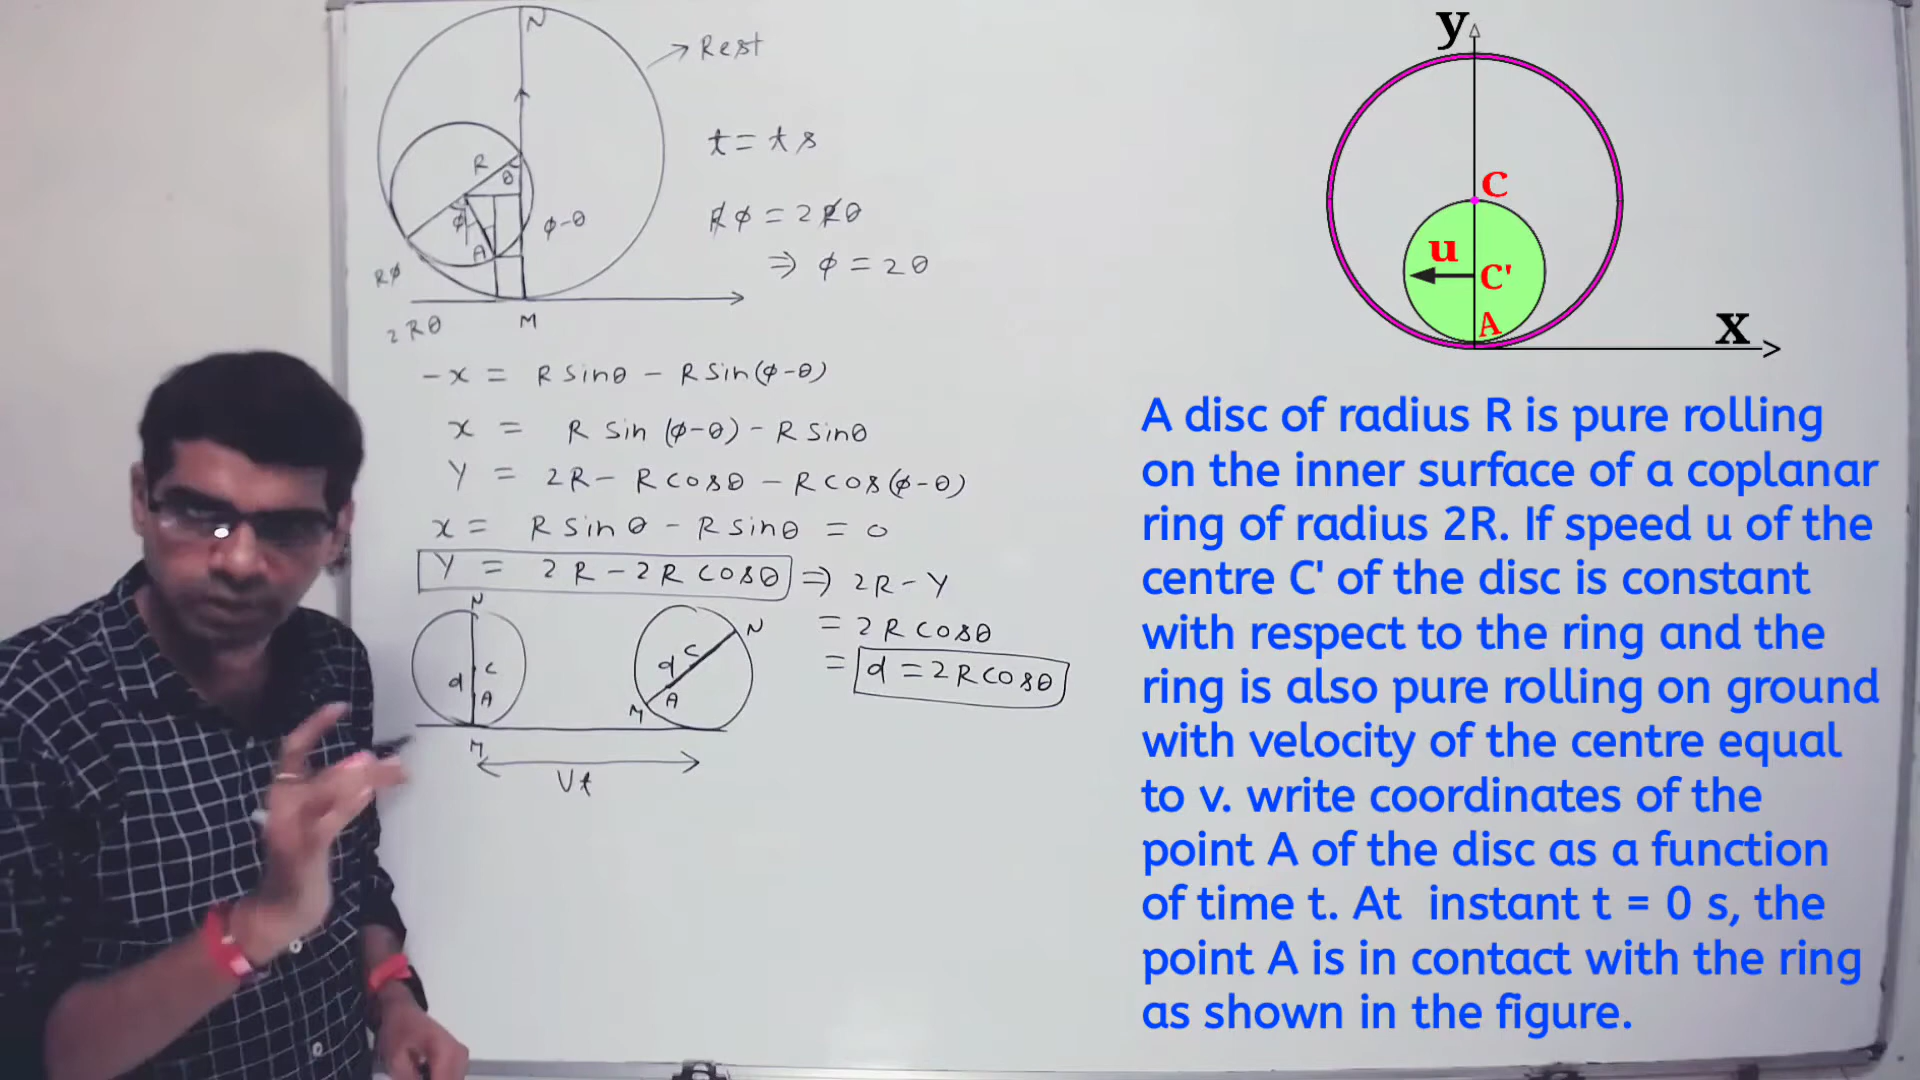 N
→ Rest
t = t s
R
θ
φ
φ-θ
A
Rφ = 2Rθ
⇒ φ = 2θ
Rφ
2Rθ
M
-x = R sinθ - R sin(φ-θ)
x = R sin (φ-θ) - R sinθ
Y = 2R - R cosθ - R cos(φ-θ)
x = R sinθ - R sinθ = 0
Y = 2R - 2R cosθ ⇒ 2R - Y
= 2R cosθ
= d = 2R cosθ
N
d C
A
M
N
d C
A
M
Vt
y
C
u
C'
A
x
A disc of radius R is pure rolling
on the inner surface of a coplanar
ring of radius 2R. If speed u of the
centre C' of the disc is constant
with respect to the ring and the
ring is also pure rolling on ground
with velocity of the centre equal
to v. write coordinates of the
point A of the disc as a function
of time t. At instant t = 0 s, the
point A is in contact with the ring
as shown in the figure.